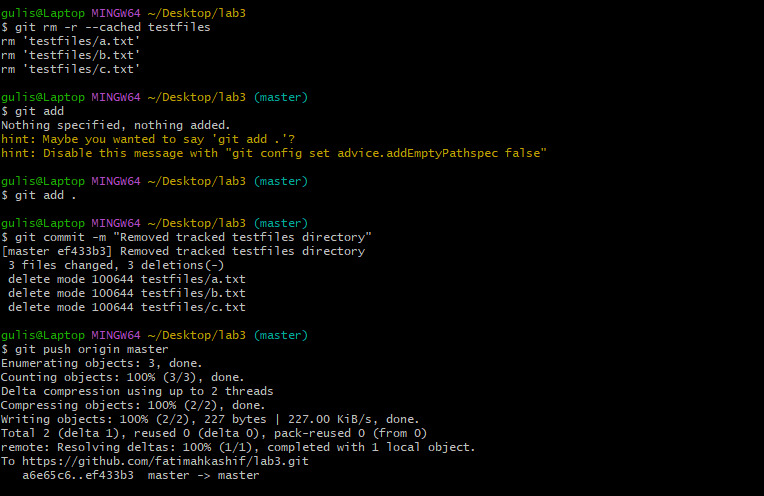 gulis@Laptop MINGW64 ~/Desktop/lab3
$ git rm -r --cached testfiles
rm 'testfiles/a.txt'
rm 'testfiles/b.txt'
rm 'testfiles/c.txt'
gulis@Laptop MINGW64 ~/Desktop/lab3 (master)
$ git add
Nothing specified, nothing added.
hint: Maybe you wanted to say 'git add .'?
hint: Disable this message with "git config set advice.addEmptyPathspec false"
gulis@Laptop MINGW64 ~/Desktop/lab3 (master)
$ git add .
gulis@Laptop MINGW64 ~/Desktop/lab3 (master)
$ git commit -m "Removed tracked testfiles directory"
[master ef433b3] Removed tracked testfiles directory
 3 files changed, 3 deletions(-)
 delete mode 100644 testfiles/a.txt
 delete mode 100644 testfiles/b.txt
 delete mode 100644 testfiles/c.txt
gulis@Laptop MINGW64 ~/Desktop/lab3 (master)
$ git push origin master
Enumerating objects: 3, done.
Counting objects: 100% (3/3), done.
Delta compression using up to 2 threads
Compressing objects: 100% (2/2), done.
Writing objects: 100% (2/2), 227 bytes | 227.00 KiB/s, done.
Total 2 (delta 1), reused 0 (delta 0), pack-reused 0 (from 0)
remote: Resolving deltas: 100% (1/1), completed with 1 local object.
To https://github.com/fatimahkashif/lab3.git
   a6e65c6..ef433b3  master -> master